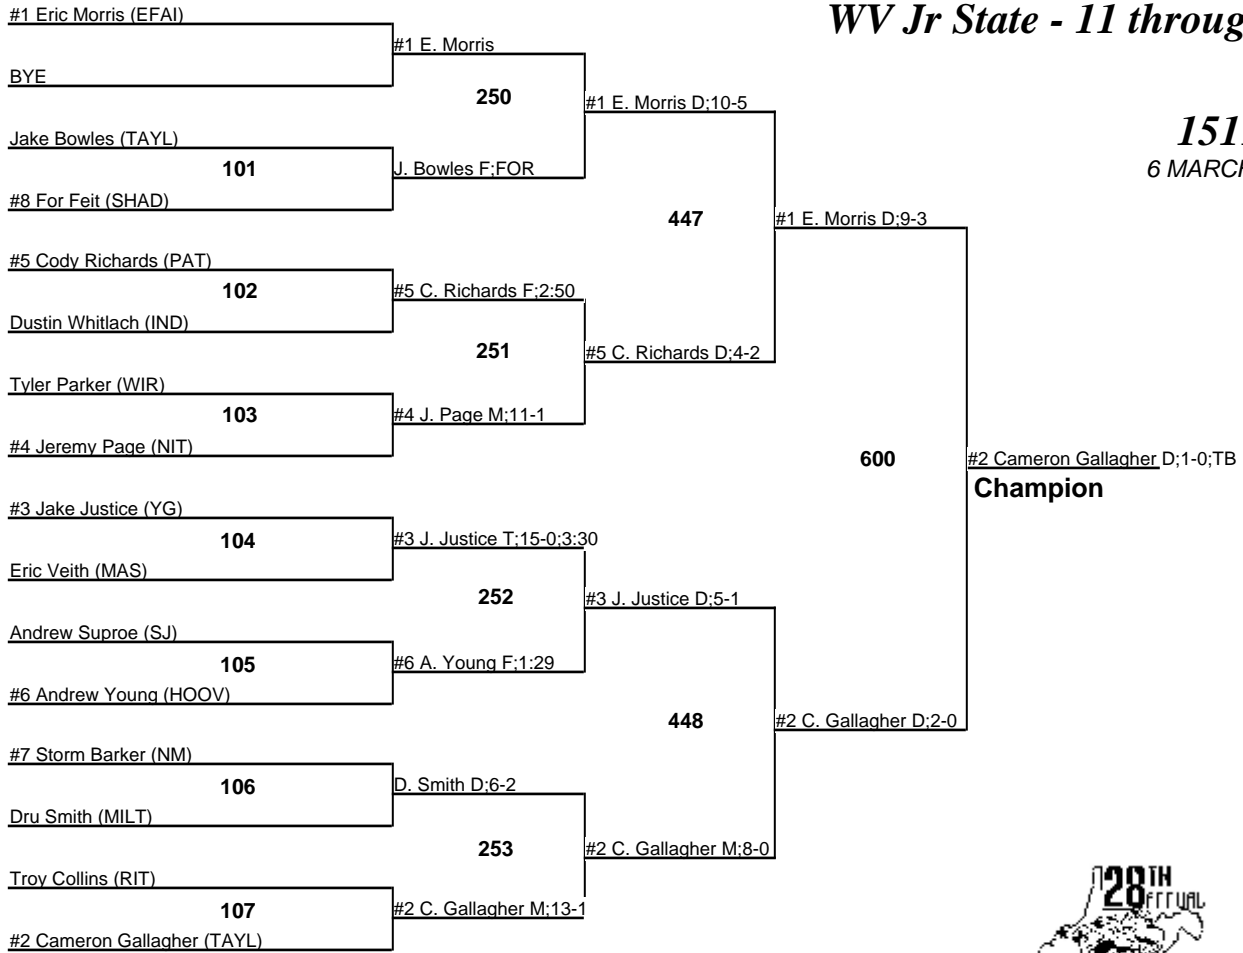 #1 Eric Morris (EFAI)
WV Jr State - 11 throug
#1 E. Morris
BYE
250
#1 E. Morris D;10-5
Jake Bowles (TAYL)
151
101
J. Bowles F;FOR
6 MARCH
#8 For Feit (SHAD)
447
#1 E. Morris D;9-3
#5 Cody Richards (PAT)
102
#5 C. Richards F;2:50
Dustin Whitlach (IND)
251
#5 C. Richards D;4-2
Tyler Parker (WIR)
103
#4 J. Page M;11-1
#4 Jeremy Page (NIT)
600
#2 Cameron Gallagher D;1-0;TB
Champion
#3 Jake Justice (YG)
104
#3 J. Justice T;15-0;3:30
Eric Veith (MAS)
252
#3 J. Justice D;5-1
Andrew Suproe (SJ)
105
#6 A. Young F;1:29
#6 Andrew Young (HOOV)
448
#2 C. Gallagher D;2-0
#7 Storm Barker (NM)
106
D. Smith D;6-2
Dru Smith (MILT)
253
#2 C. Gallagher M;8-0
Troy Collins (RIT)
107
#2 C. Gallagher M;13-1
#2 Cameron Gallagher (TAYL)
28TH